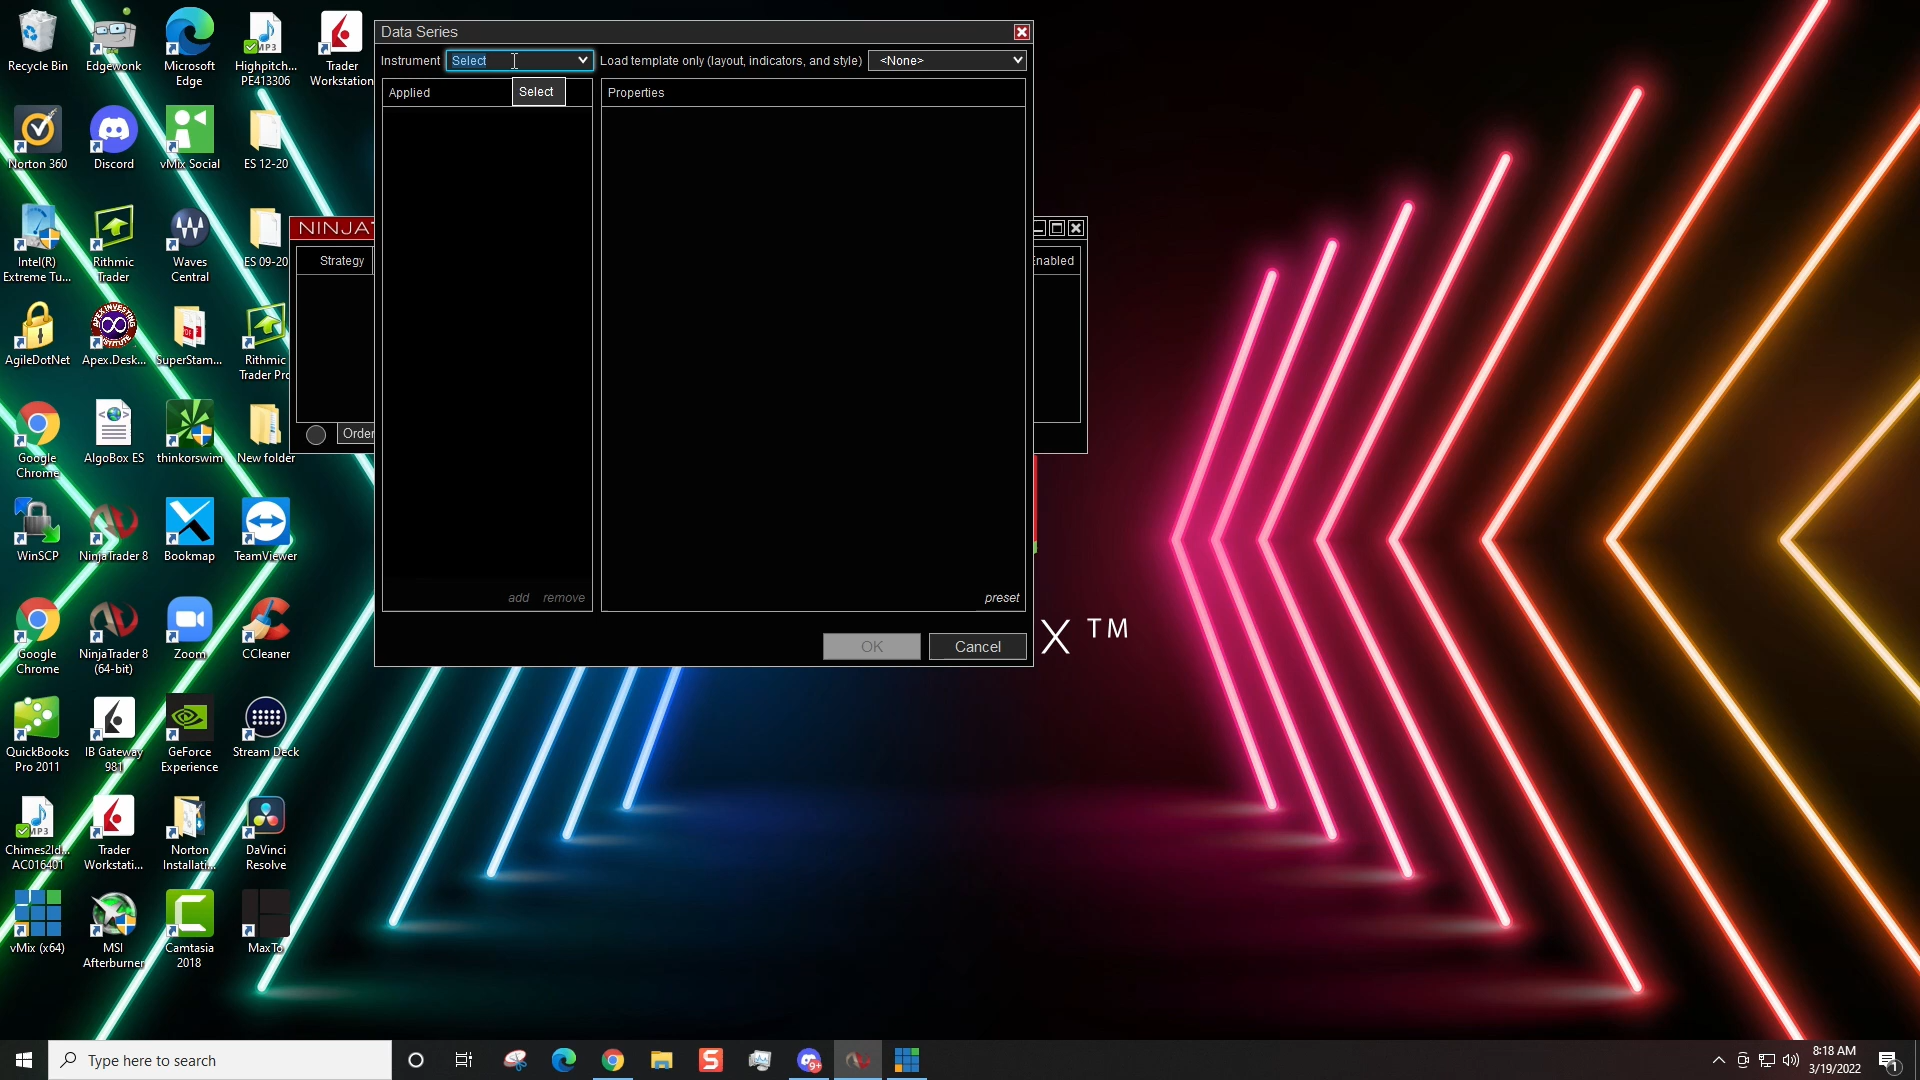 Recycle Bin
Edgewonk
Microsoft
Edge
Highpitch...
PE413306
Trader
Workstation
Norton 360
Discord
vMix Social
ES 12-20
Intel(R)
Extreme Tu...
Rithmic
Trader
Waves
Central
ES 09-20
AgileDotNet
Apex.Desk...
SuperStam...
Rithmic
Trader Pro
Google
Chrome
AlgoBox ES
thinkorswim
New folder
WinSCP
NinjaTrader 8
Bookmap
TeamViewer
Google
Chrome
NinjaTrader 8
(64-bit)
Zoom
CCleaner
QuickBooks
Pro 2011
IB Gateway
981
GeForce
Experience
Stream Deck
Chimes2Id...
AC016401
Trader
Workstati...
Norton
Installati...
DaVinci
Resolve
vMix (x64)
MSI
Afterburner
Camtasia
2018
MaxTo
Data Series
Instrument
Select
Load template only (layout, indicators, and style)
<None>
Applied
Select
Properties
add
remove
preset
OK
Cancel
NINJAT
Strategy
Enabled
Order
X TM
Type here to search
9+
8:18 AM
3/19/2022
1